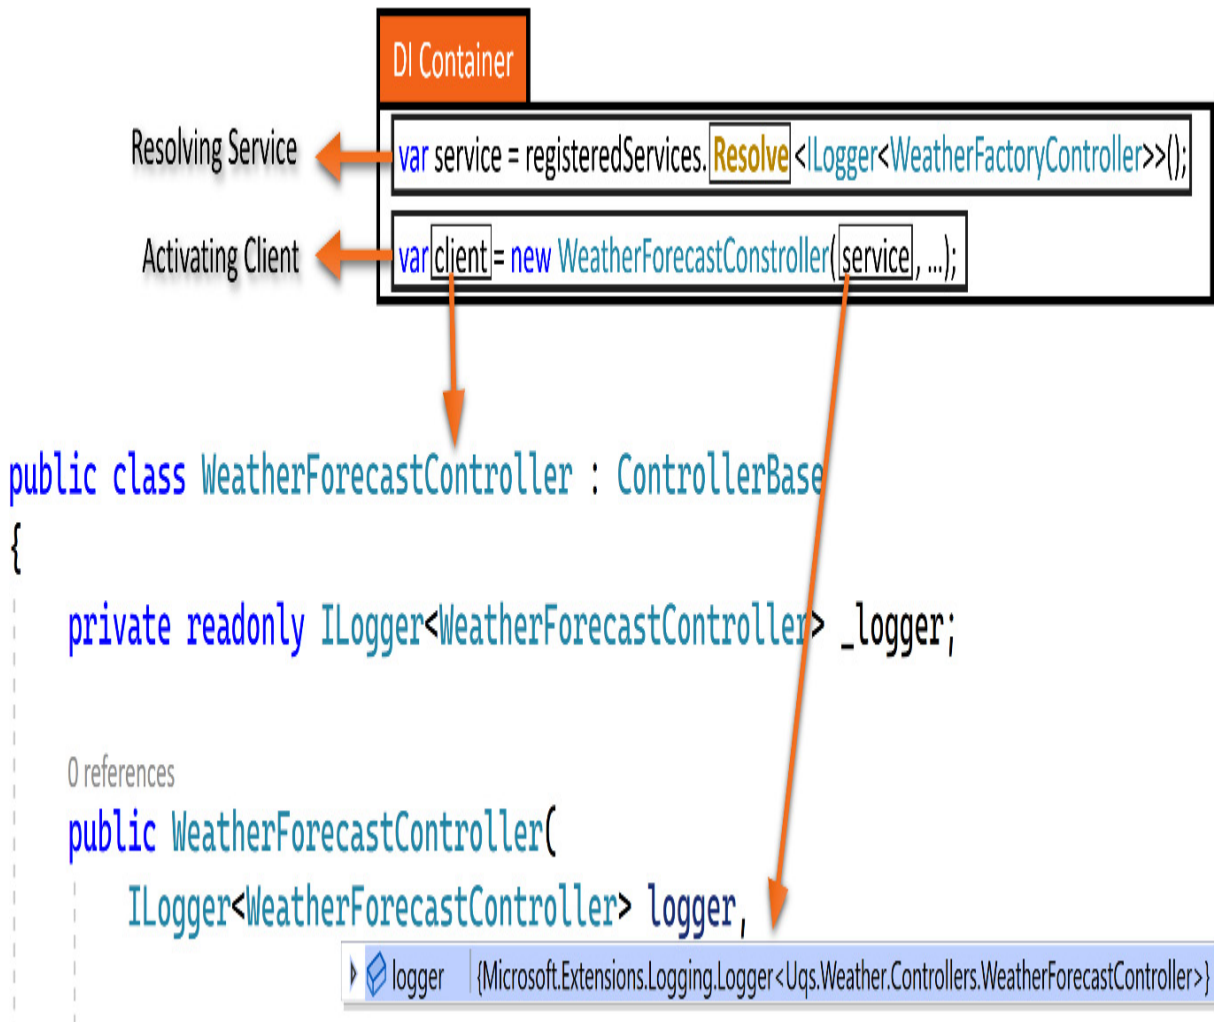 DI Container
Resolving Service
var service = registeredServices.Resolve<ILogger<WeatherFactoryController>>();
Activating Client
var client = new WeatherForecastConstroller(service, ...);
public class WeatherForecastController : ControllerBase
{
private readonly ILogger<WeatherForecastController> _logger;
0 references
public WeatherForecastController(
ILogger<WeatherForecastController> logger,
logger {Microsoft.Extensions.Logging.Logger<Uqs.Weather.Controllers.WeatherForecastController>}